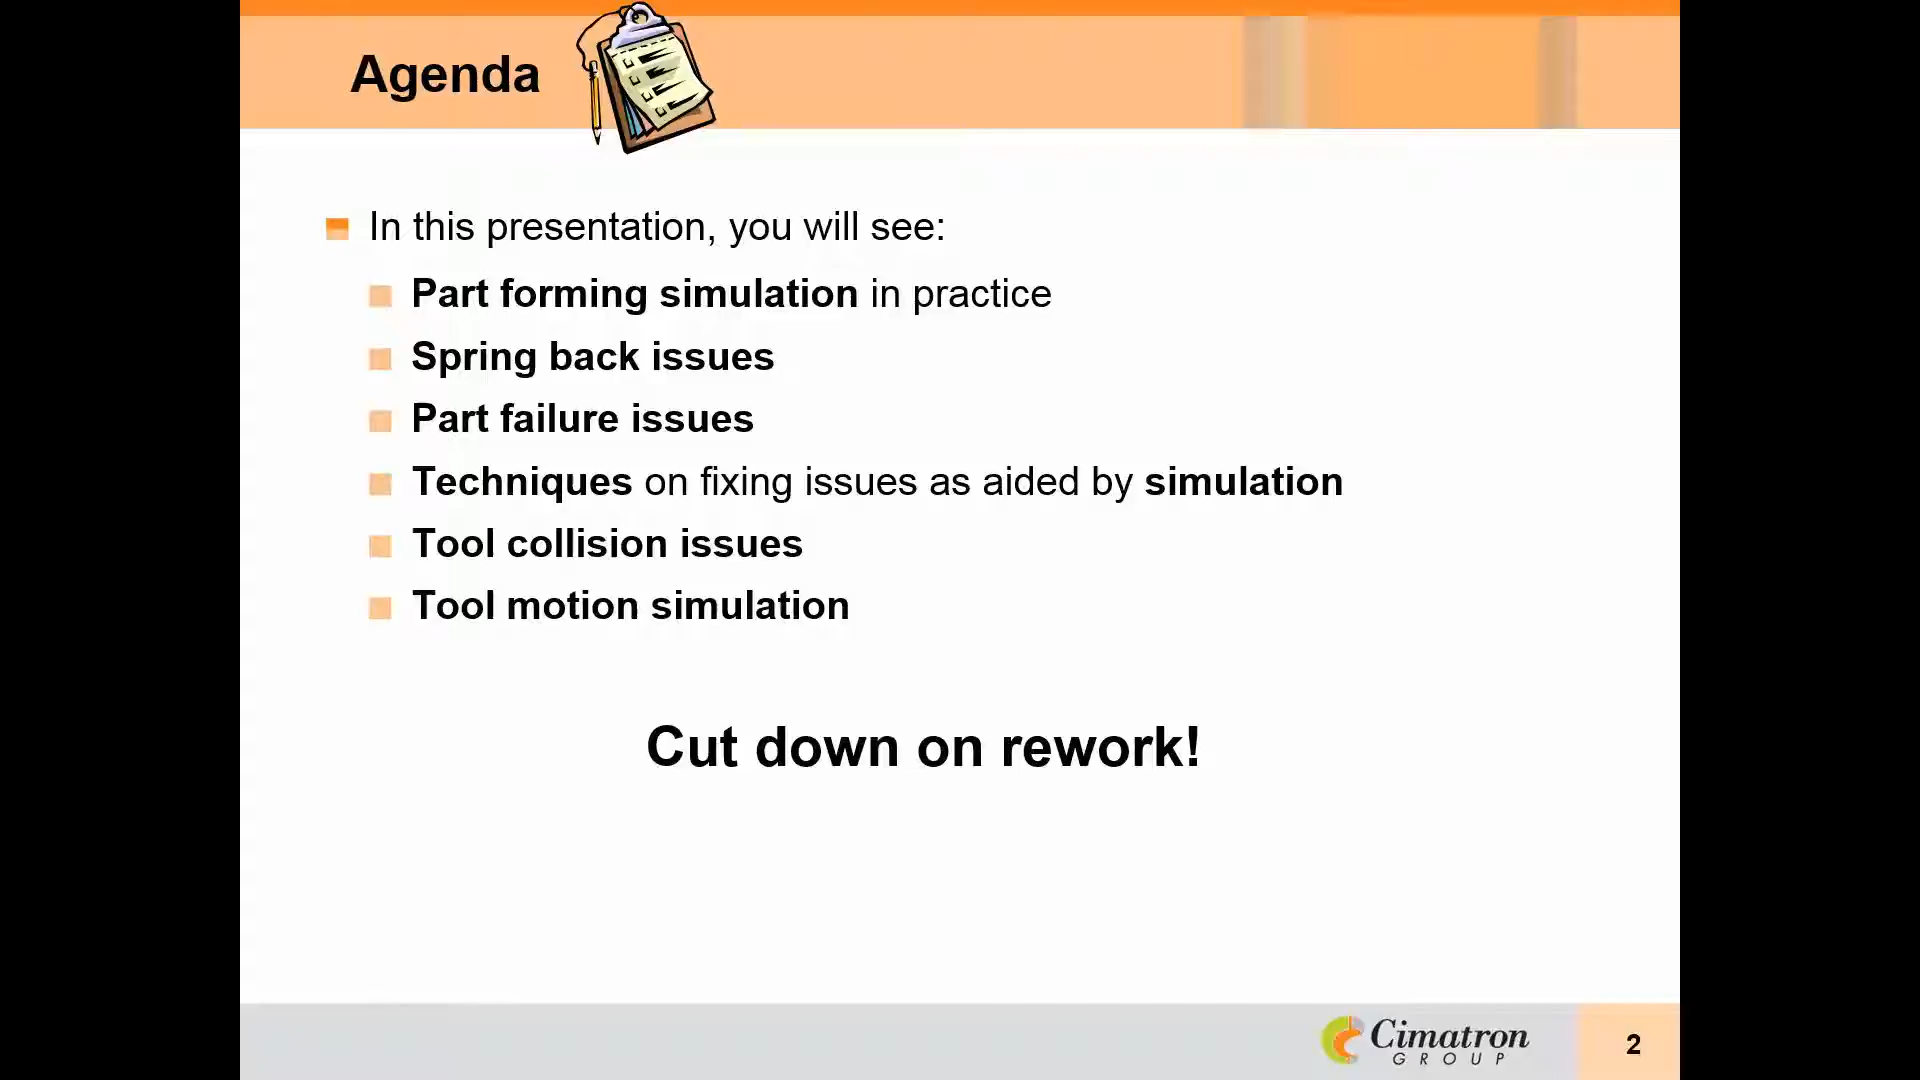 Agenda
In this presentation, you will see:
Part forming simulation in practice
Spring back issues
Part failure issues
Techniques on fixing issues as aided by simulation
Tool collision issues
Tool motion simulation
Cut down on rework!
Cimatron
GROUP
2